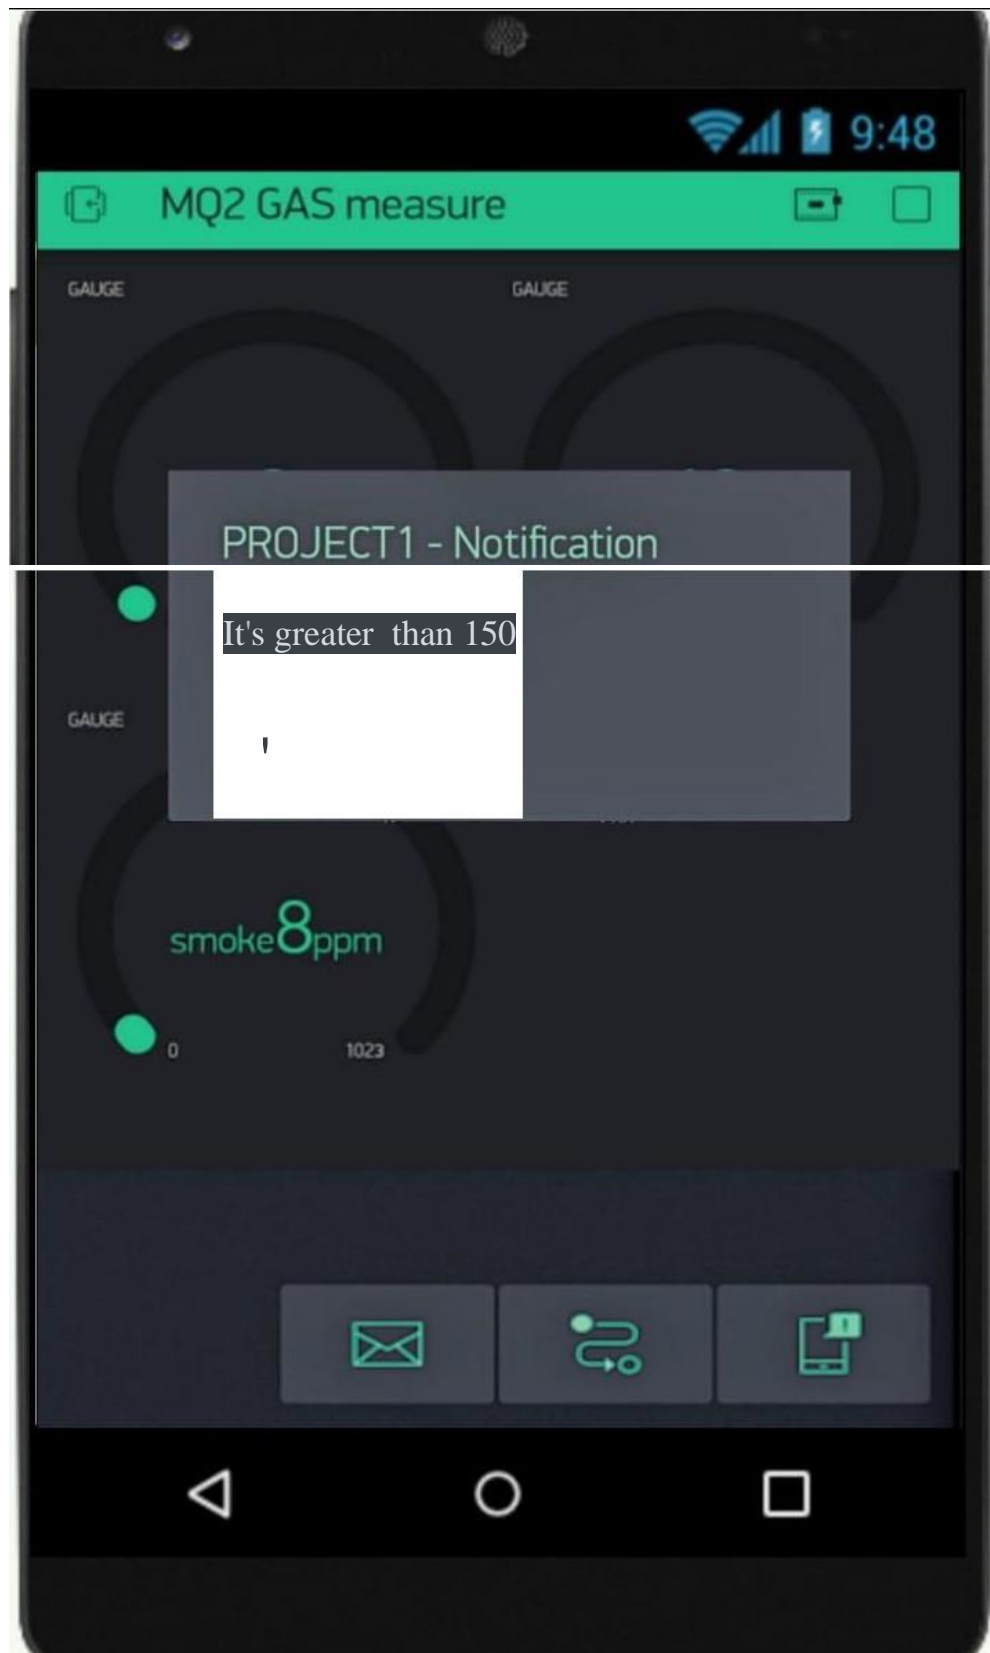 9:48
MQ2 GAS measure
GAUGE GAUGE
PROJECT1 - Notification
It's greater  than 150
'
GAUGE
smoke8ppm
0 1023